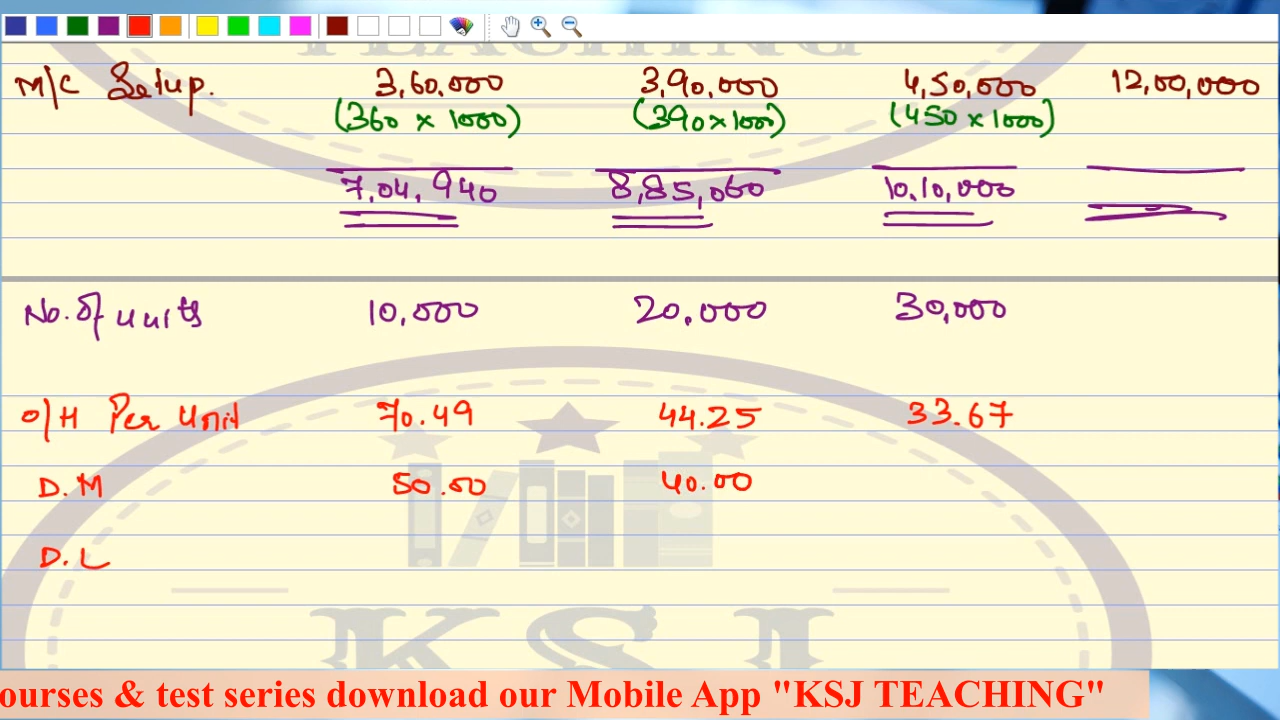 TEACHING
M/C Setup. 3,60,000 3,90,000 4,50,000 12,00,000
(360 x 1000) (390 x 1000) (450 x 1000)
7,04,940 8,85,060 10,10,000
No. of units 10,000 20,000 30,000
O/H Per Unit 70.49 44.25 33.67
D.M 50.00 40.00
D.L
KSJ
ourses & test series download our Mobile App "KSJ TEACHING"